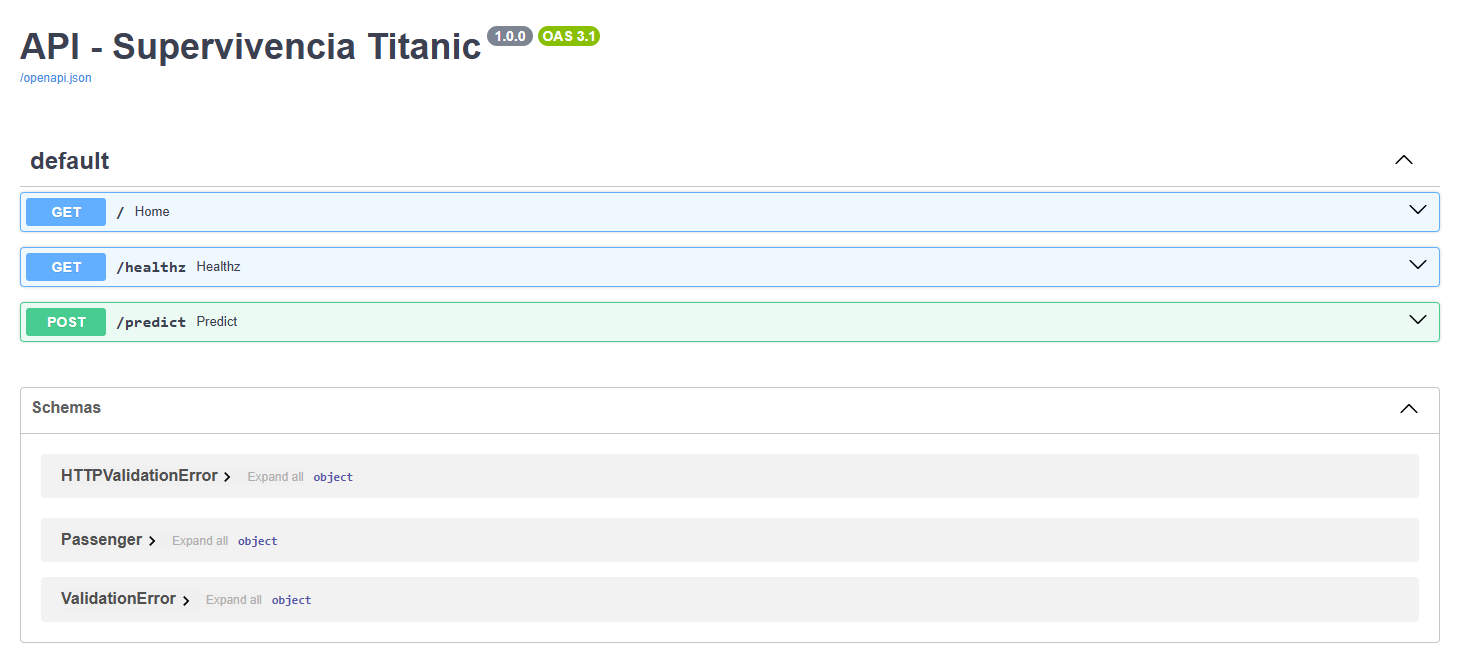 API - Supervivencia Titanic 1.0.0 OAS 3.1
/openapi.json
default
GET / Home
GET /healthz Healthz
POST /predict Predict
Schemas
HTTPValidationError Expand all object
Passenger Expand all object
ValidationError Expand all object